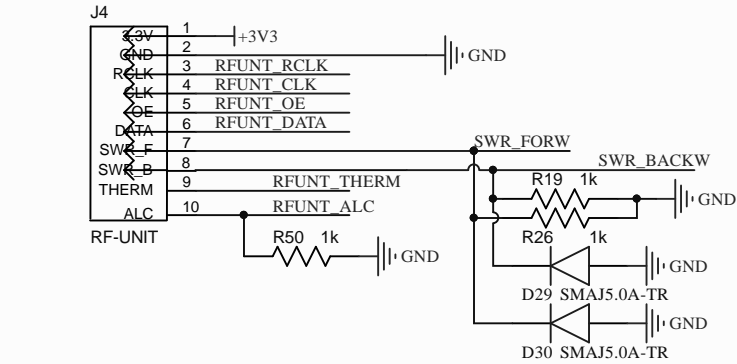 J4
3.3V 1 +3V3
GND 2 GND
RCLK 3 RFUNT_RCLK
CLK 4 RFUNT_CLK
OE 5 RFUNT_OE
DATA 6 RFUNT_DATA
SWR_F 7 SWR_FORW
SWR_B 8 SWR_BACKW
THERM 9 RFUNT_THERM
ALC 10 RFUNT_ALC
RF-UNIT
R19 1k
GND
R26 1k
R50 1k
GND
GND
D29 SMAJ5.0A-TR
GND
D30 SMAJ5.0A-TR